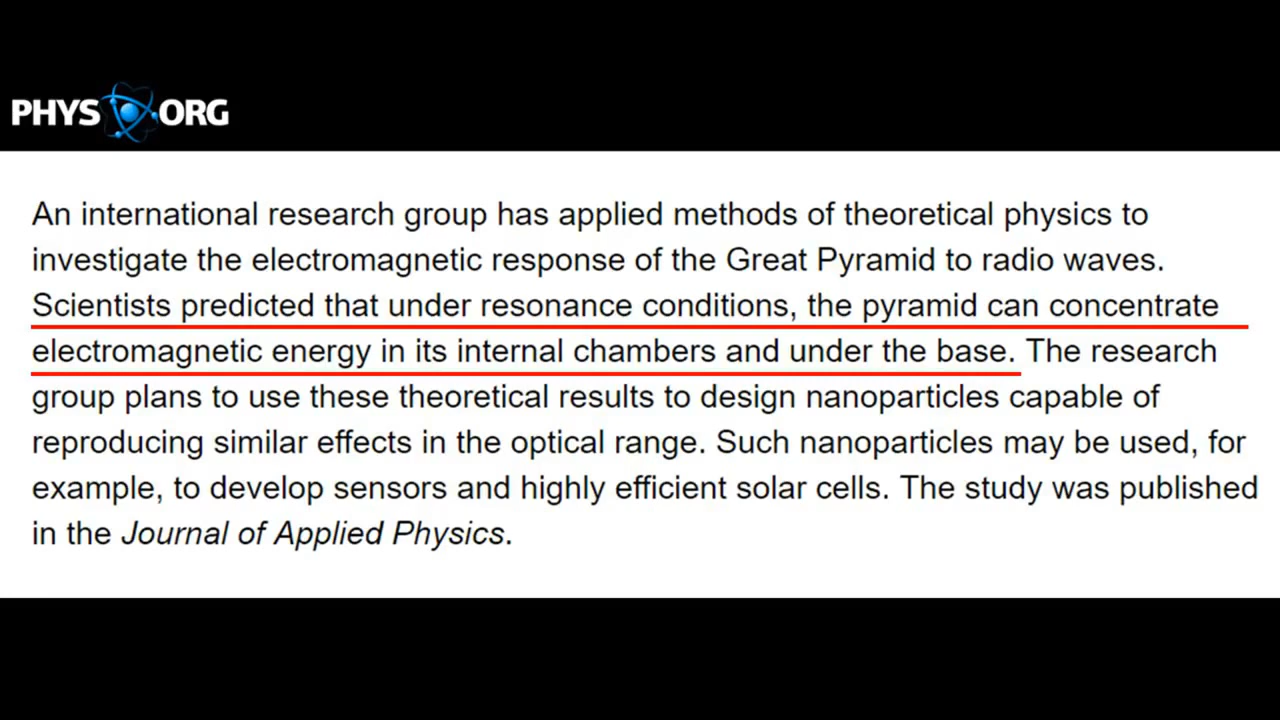 PHYS ORG
An international research group has applied methods of theoretical physics to
investigate the electromagnetic response of the Great Pyramid to radio waves.
Scientists predicted that under resonance conditions, the pyramid can concentrate
electromagnetic energy in its internal chambers and under the base. The research
group plans to use these theoretical results to design nanoparticles capable of
reproducing similar effects in the optical range. Such nanoparticles may be used, for
example, to develop sensors and highly efficient solar cells. The study was published
in the Journal of Applied Physics.